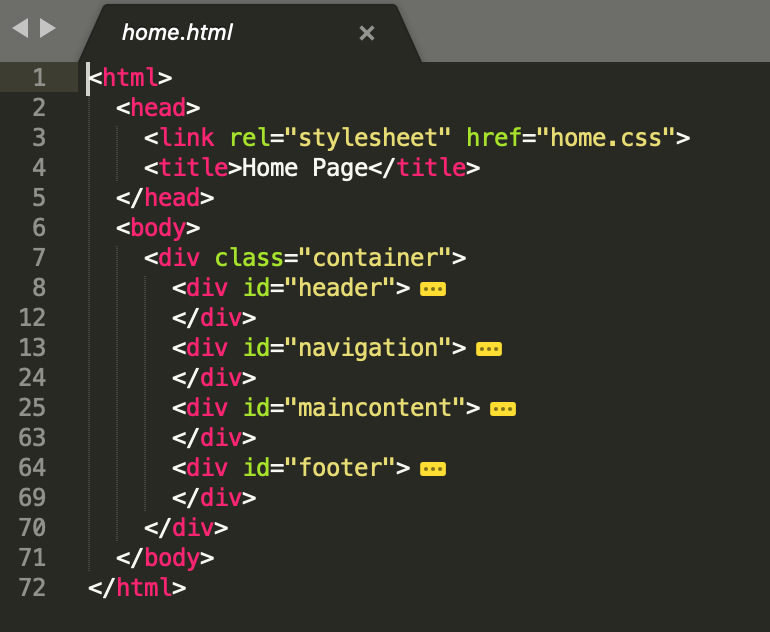 home.html
1 <html>
2   <head>
3     <link rel="stylesheet" href="home.css">
4     <title>Home Page</title>
5   </head>
6   <body>
7     <div class="container">
8       <div id="header">
12       </div>
13       <div id="navigation">
24       </div>
25       <div id="maincontent">
63       </div>
64       <div id="footer">
69       </div>
70     </div>
71   </body>
72 </html>